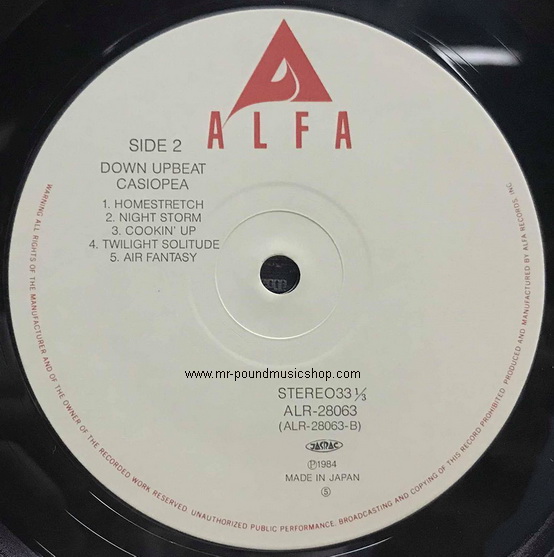 ALFA
SIDE 2
DOWN UPBEAT
CASIOPEA
1. HOMESTRETCH
2. NIGHT STORM
3. COOKIN' UP
4. TWILIGHT SOLITUDE
5. AIR FANTASY
www.mr-poundmusicshop.com
STEREO33 1/3
ALR-28063
(ALR-28063-B)
JASRAC
Ⓟ1984
MADE IN JAPAN
Ⓢ
WARNING: ALL RIGHTS OF THE MANUFACTURER AND OF THE OWNER OF THE RECORDED WORK RESERVED. UNAUTHORIZED PUBLIC PERFORMANCE, BROADCASTING AND COPYING OF THIS RECORD PROHIBITED. PRODUCED AND MANUFACTURED BY ALFA RECORDS, INC.